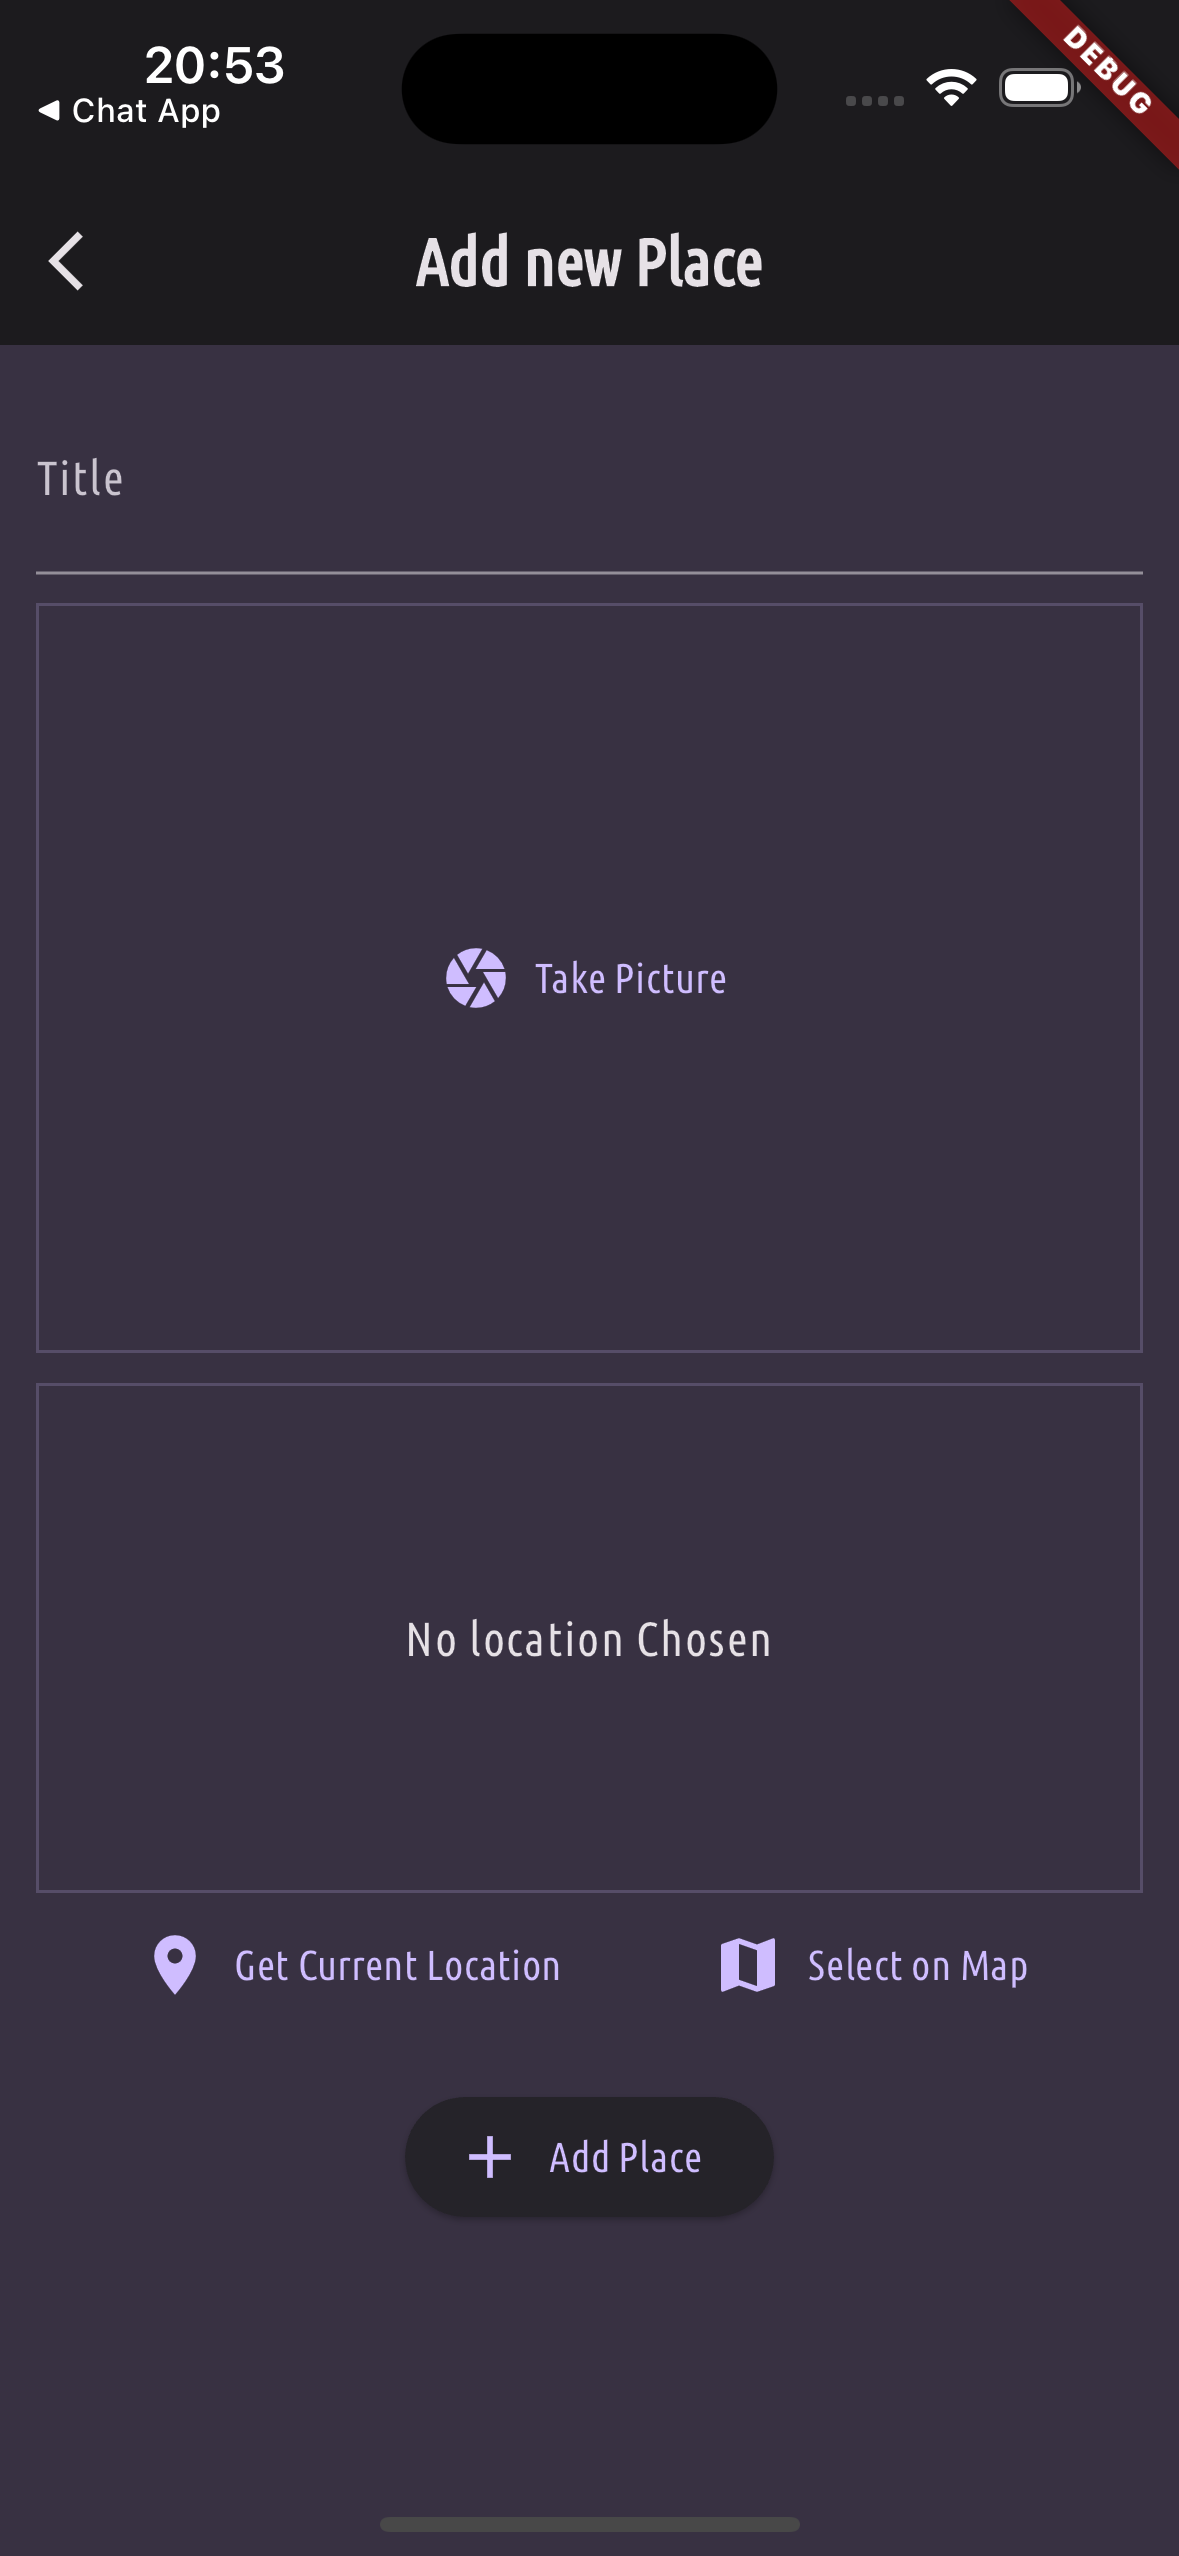 20:53
Chat App
DEBUG
Add new Place
Title
Take Picture
No location Chosen
Get Current Location
Select on Map
Add Place